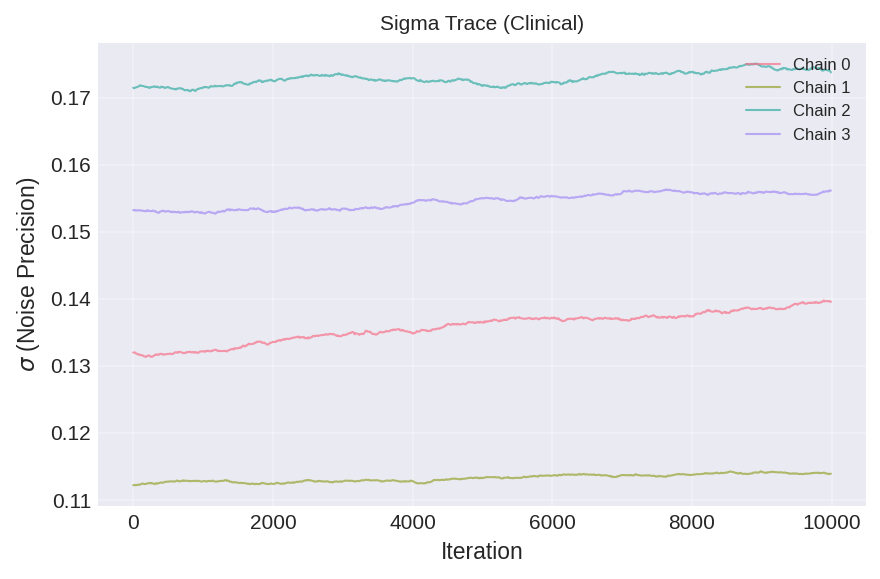 Sigma Trace (Clinical)
Chain 0
Chain 1
Chain 2
Chain 3
σ (Noise Precision)
0.17
0.16
0.15
0.14
0.13
0.12
0.11
0 2000 4000 6000 8000 10000
Iteration